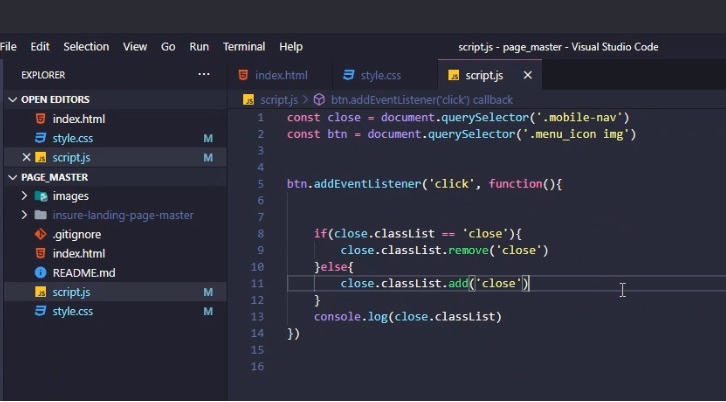 File Edit Selection View Go Run Terminal Help script.js - page_master - Visual Studio Code
EXPLORER ...
index.html style.css script.js
OPEN EDITORS
index.html
style.css M
script.js M
PAGE_MASTER
images
insure-landing-page-master
.gitignore
index.html
README.md
script.js M
style.css M
script.js > btn.addEventListener('click') callback
1 const close = document.querySelector('.mobile-nav')
2 const btn = document.querySelector('.menu_icon img')
3
4
5 btn.addEventListener('click', function(){
6
7
8 if(close.classList == 'close'){
9 close.classList.remove('close')
10 }else{
11 close.classList.add('close')
12 }
13 console.log(close.classList)
14 })
15
16